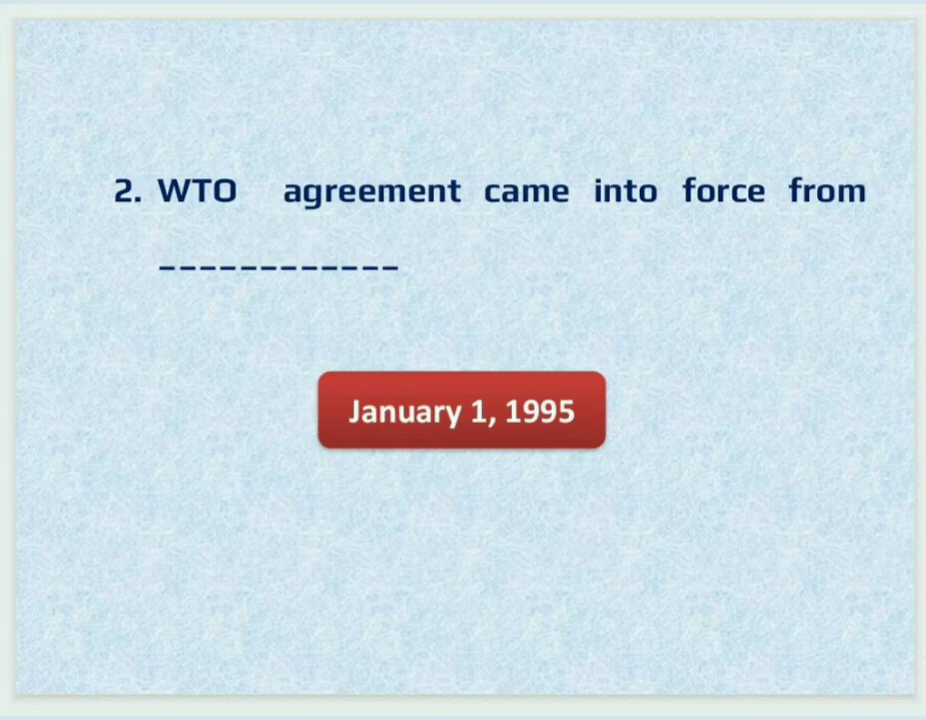 2. WTO agreement came into force from
------------
January 1, 1995